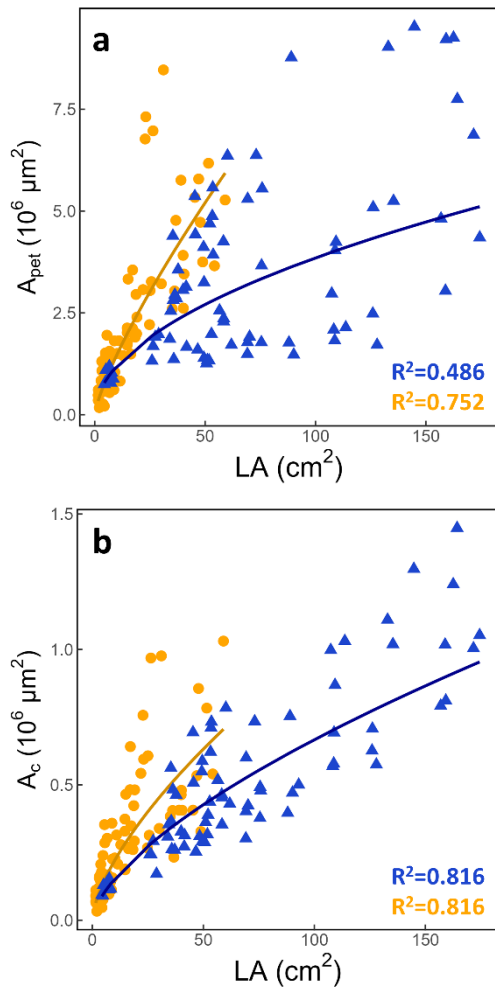 a
A_pet (10⁶ µm²)
7.5
5.0
2.5
0.0
R²=0.486
R²=0.752
0 50 100 150
LA (cm²)
b
A_c (10⁶ µm²)
1.5
1.0
0.5
0.0
R²=0.816
R²=0.816
0 50 100 150
LA (cm²)